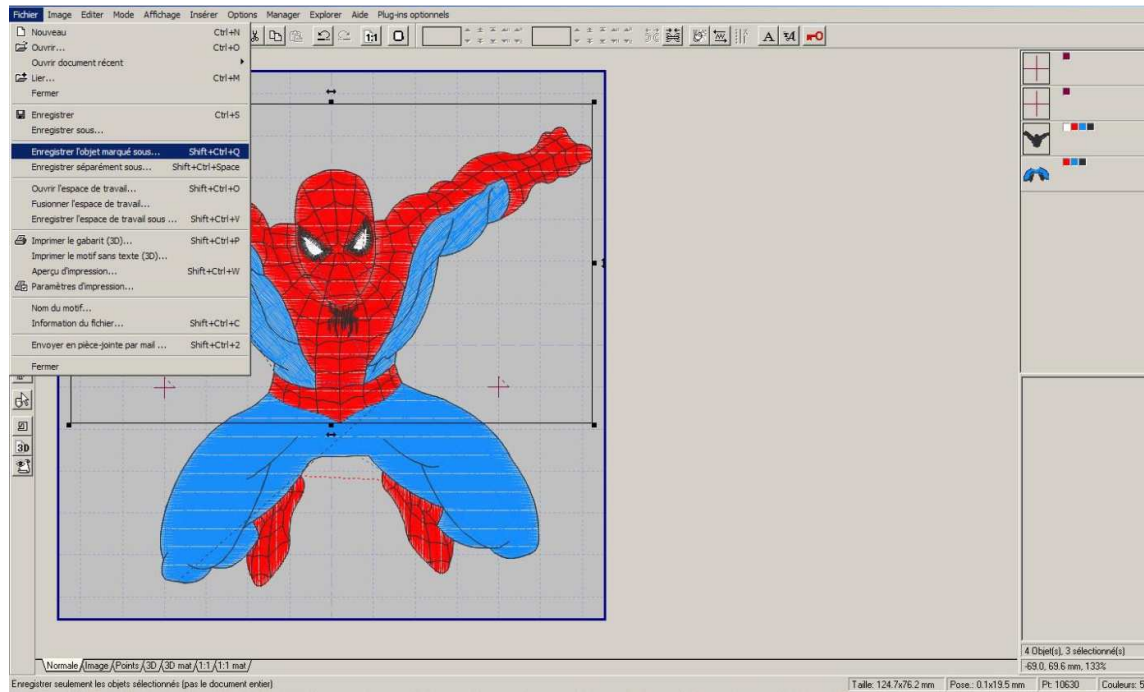 Fichier Image Editer Mode Affichage Insérer Options Manager Explorer Aide Plug-ins optionnels
Nouveau Ctrl+N
Ouvrir... Ctrl+O
Ouvrir document récent
Lier... Ctrl+M
Fermer
Enregistrer Ctrl+S
Enregistrer sous...
Enregistrer l'objet marqué sous... Shift+Ctrl+Q
Enregistrer séparément sous... Shift+Ctrl+Space
Ouvrir l'espace de travail... Shift+Ctrl+O
Fusionner l'espace de travail...
Enregistrer l'espace de travail sous ... Shift+Ctrl+V
Imprimer le gabarit (3D)... Shift+Ctrl+P
Imprimer le motif sans texte (3D)...
Aperçu d'impression... Shift+Ctrl+W
Paramètres d'impression...
Nom du motif...
Information du fichier... Shift+Ctrl+C
Envoyer en pièce-jointe par mail ... Shift+Ctrl+2
Fermer
1:1
A
3D
4 Objet(s), 3 sélectionné(s)
-69.0, 69.6 mm, 133%
Normale Image Points 3D 3D mat 1:1 1:1 mat
Enregistrer seulement les objets sélectionnés (pas le document entier) Taille: 124.7x76.2 mm Pose.: 0.1x19.5 mm Pt: 10630 Couleurs: 5